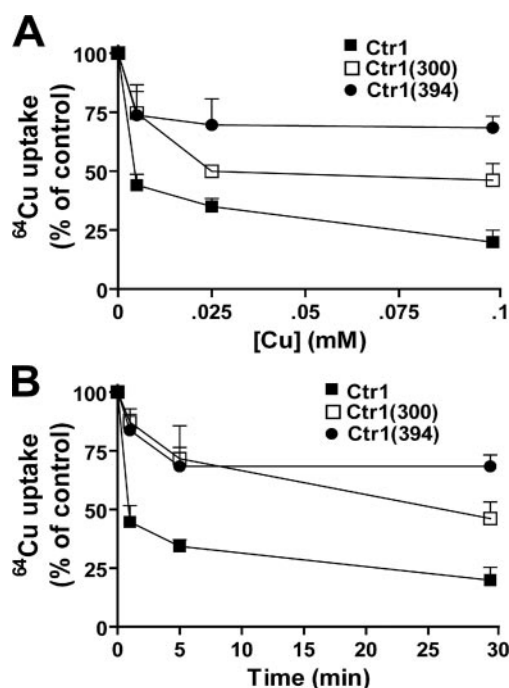 A
⁶⁴Cu uptake
(% of control)
100
75
50
25
0
Ctr1
Ctr1(300)
Ctr1(394)
0 .025 .05 .075 .1
[Cu] (mM)
B
⁶⁴Cu uptake
(% of control)
100
75
50
25
0
Ctr1
Ctr1(300)
Ctr1(394)
0 5 10 15 20 25 30
Time (min)